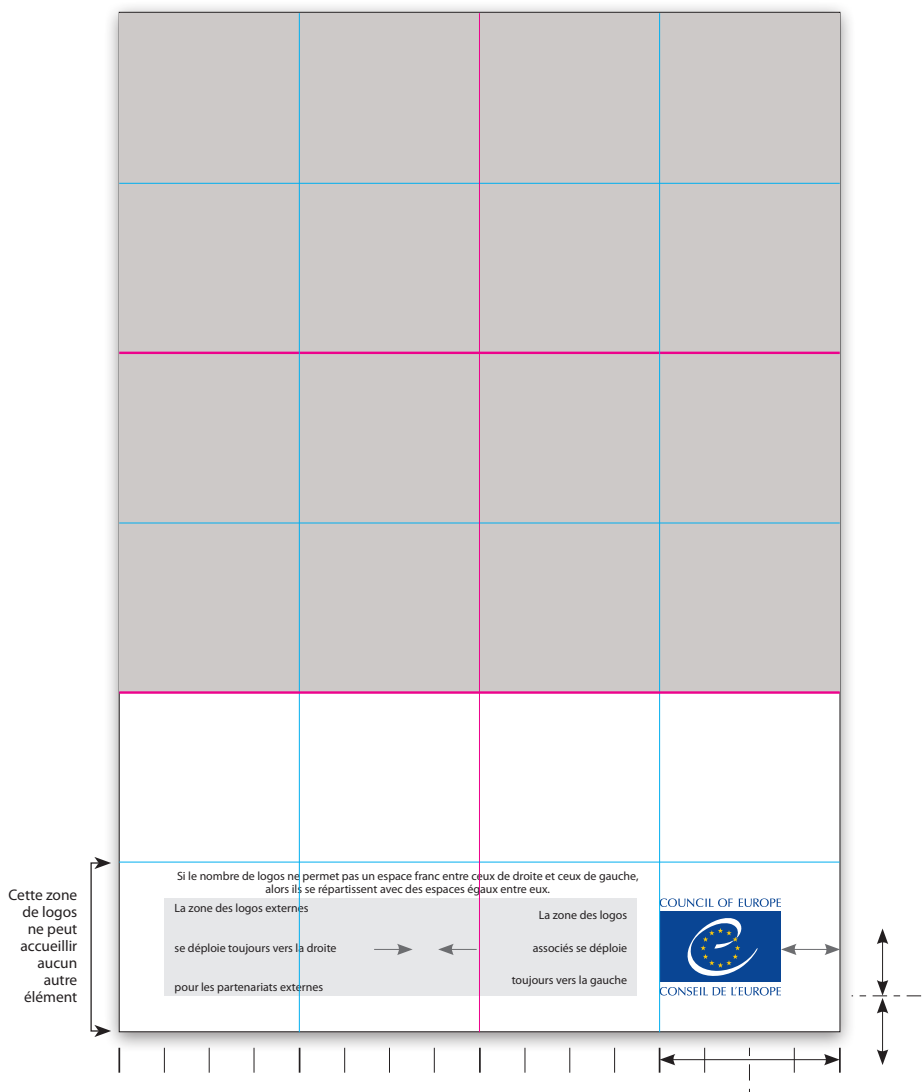 Si le nombre de logos ne permet pas un espace franc entre ceux de droite et ceux de gauche,
alors ils se répartissent avec des espaces égaux entre eux.
Cette zone
de logos
ne peut
accueillir
aucun
autre
élément
La zone des logos externes
se déploie toujours vers la droite
pour les partenariats externes
La zone des logos
associés se déploie
toujours vers la gauche
COUNCIL OF EUROPE
CONSEIL DE L'EUROPE